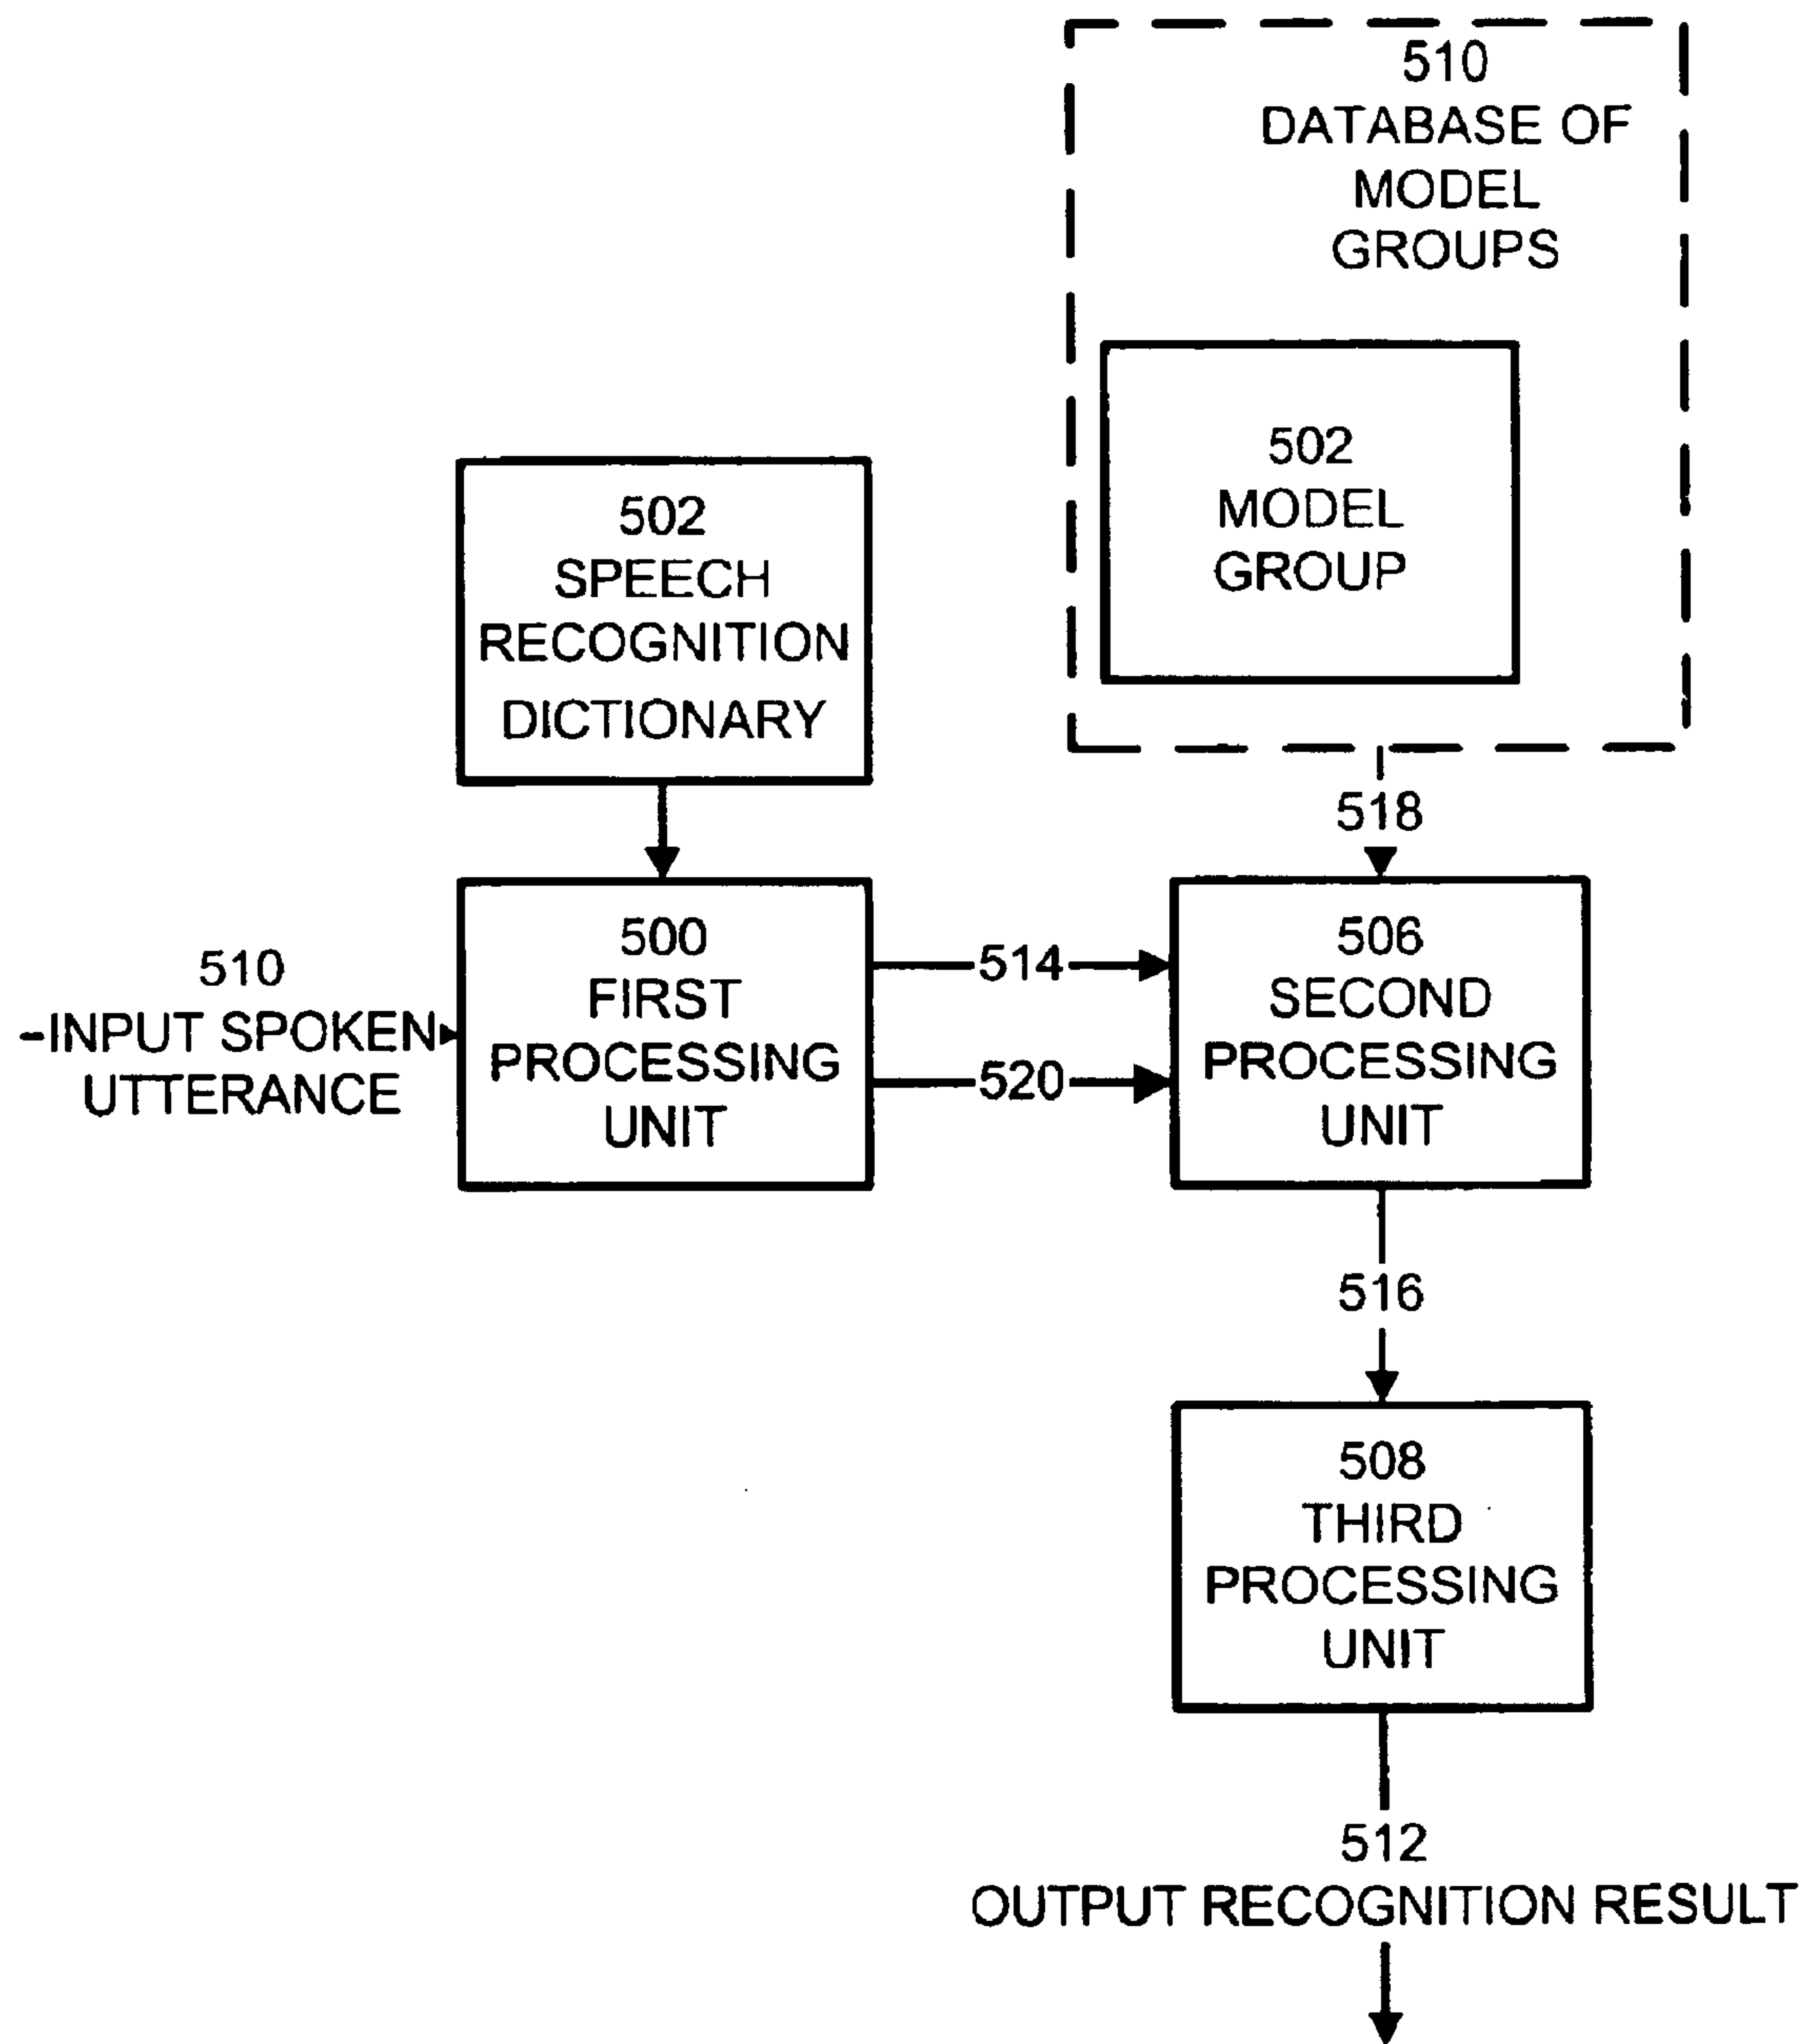 510
DATABASE OF
MODEL
GROUPS
502
MODEL
GROUP
502
SPEECH
RECOGNITION
DICTIONARY
518
510
INPUT SPOKEN
UTTERANCE
500
FIRST
PROCESSING
UNIT
514
520
506
SECOND
PROCESSING
UNIT
516
508
THIRD
PROCESSING
UNIT
512
OUTPUT RECOGNITION RESULT